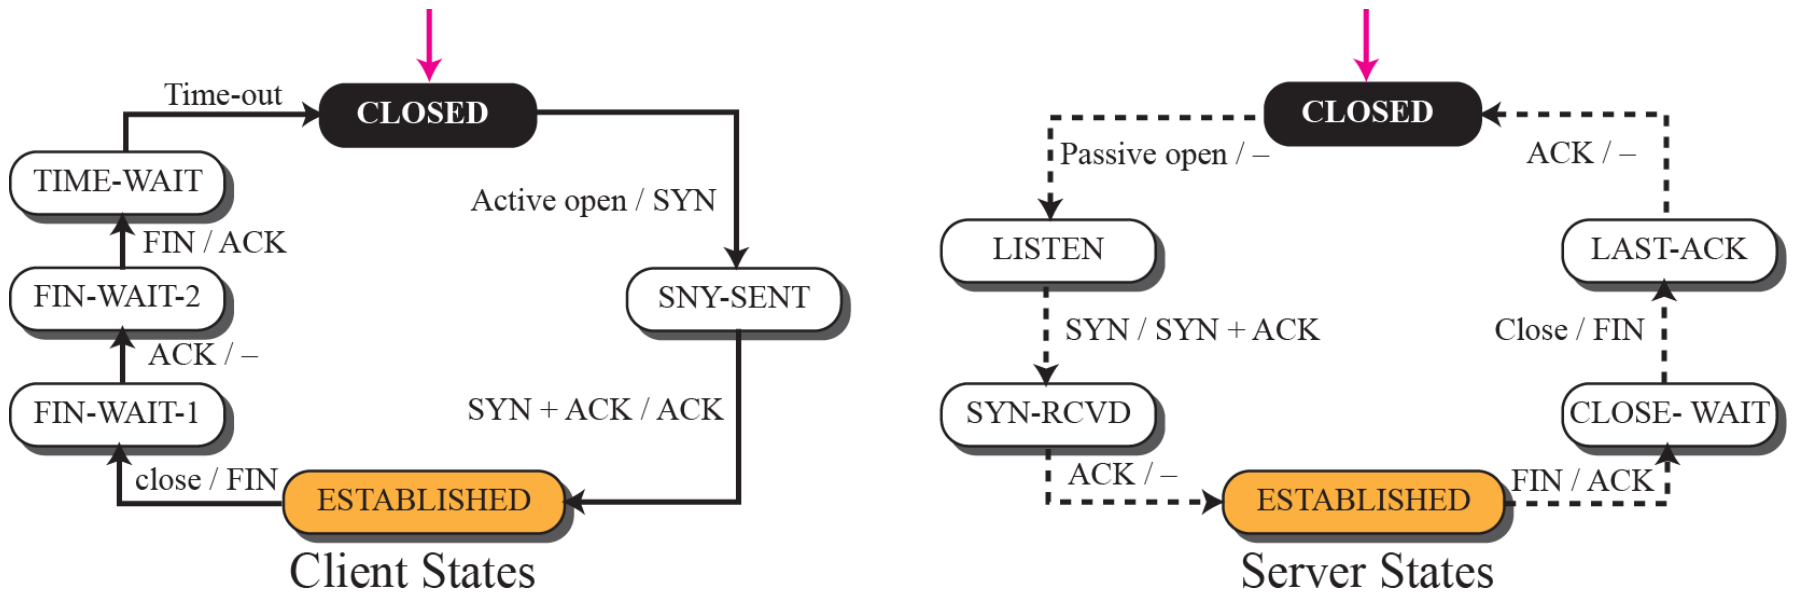 CLOSED
Time-out
TIME-WAIT
Active open / SYN
FIN / ACK
FIN-WAIT-2
SNY-SENT
ACK / –
FIN-WAIT-1
SYN + ACK / ACK
close / FIN
ESTABLISHED
Client States
CLOSED
Passive open / –
ACK / –
LISTEN
LAST-ACK
SYN / SYN + ACK
Close / FIN
SYN-RCVD
CLOSE- WAIT
ACK / –
FIN / ACK
ESTABLISHED
Server States